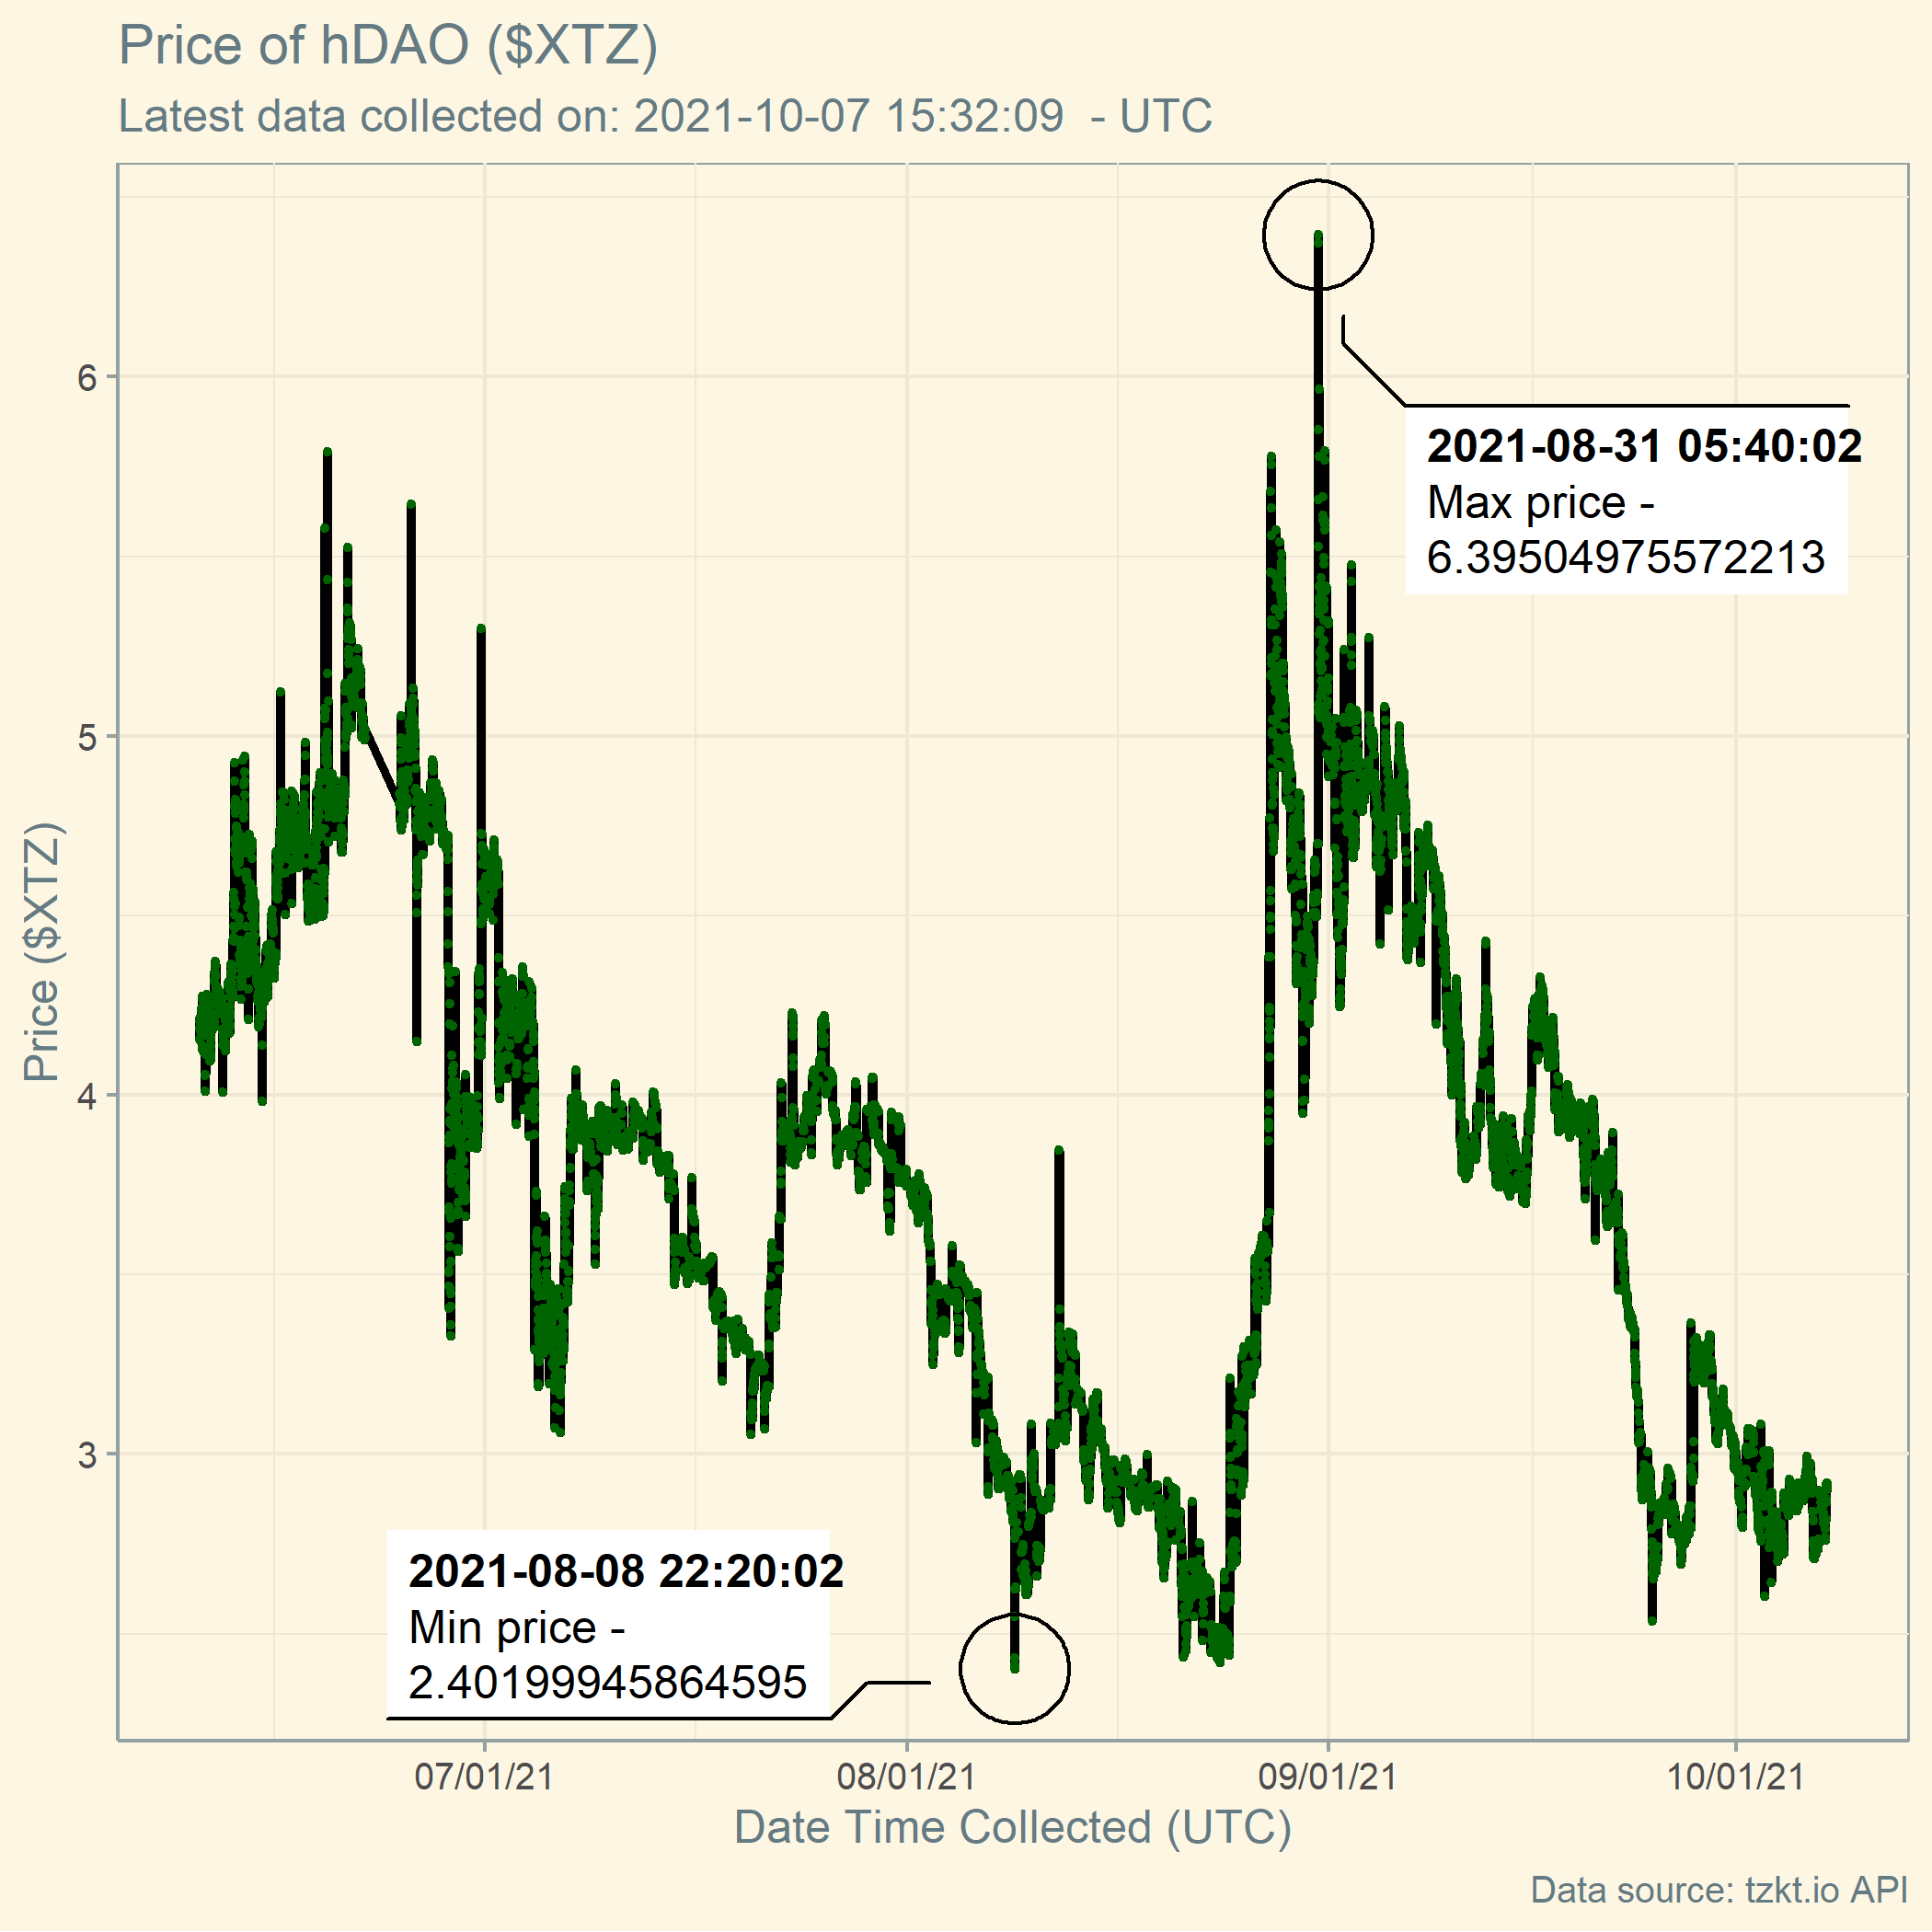 Price of hDAO ($XTZ)
Latest data collected on: 2021-10-07 15:32:09  - UTC
6
5
4
3
Price ($XTZ)
2021-08-31 05:40:02
Max price -
6.39504975572213
2021-08-08 22:20:02
Min price -
2.40199945864595
07/01/21
08/01/21
09/01/21
10/01/21
Date Time Collected (UTC)
Data source: tzkt.io API